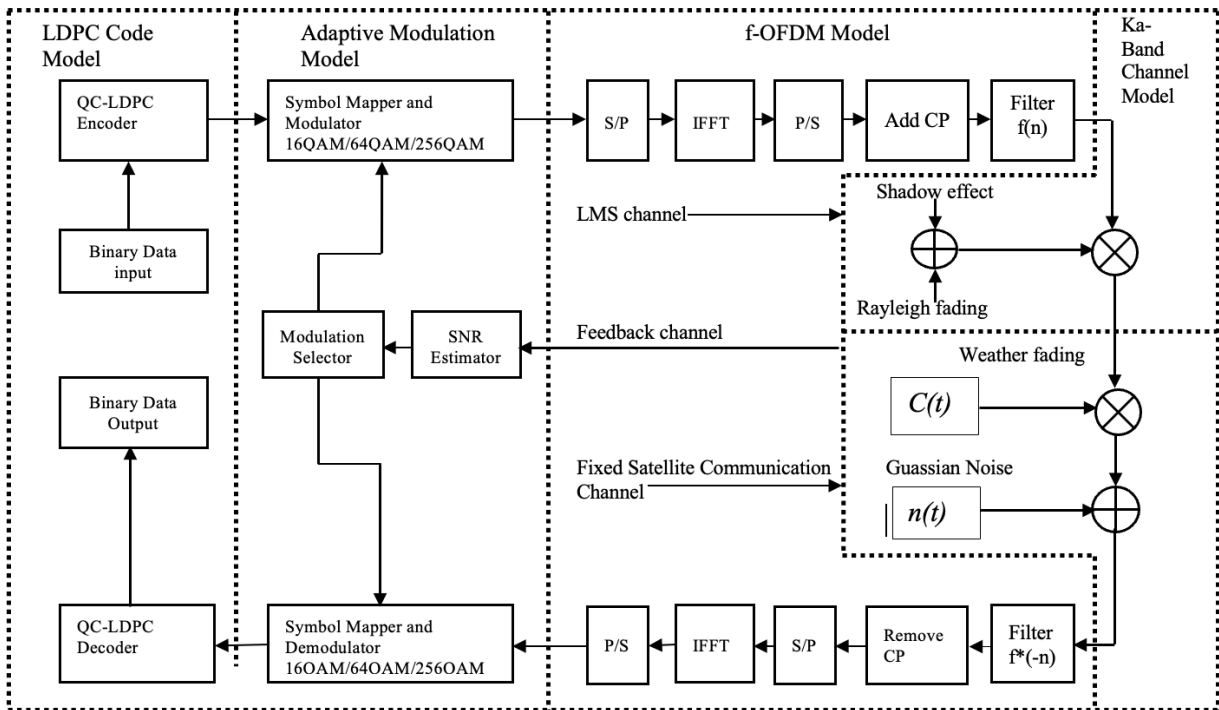 LDPC Code
Model
Adaptive Modulation
Model
f-OFDM Model
Ka-
Band
Channel
Model
QC-LDPC
Encoder
Symbol Mapper and
Modulator
16QAM/64QAM/256QAM
S/P
IFFT
P/S
Add CP
Filter
f(n)
Binary Data
input
LMS channel
Shadow effect
Rayleigh fading
Modulation
Selector
SNR
Estimator
Feedback channel
Weather fading
C(t)
Binary Data
Output
Fixed Satellite Communication
Channel
Guassian Noise
n(t)
QC-LDPC
Decoder
Symbol Mapper and
Demodulator
16OAM/64OAM/256OAM
P/S
IFFT
S/P
Remove
CP
Filter
f*(-n)